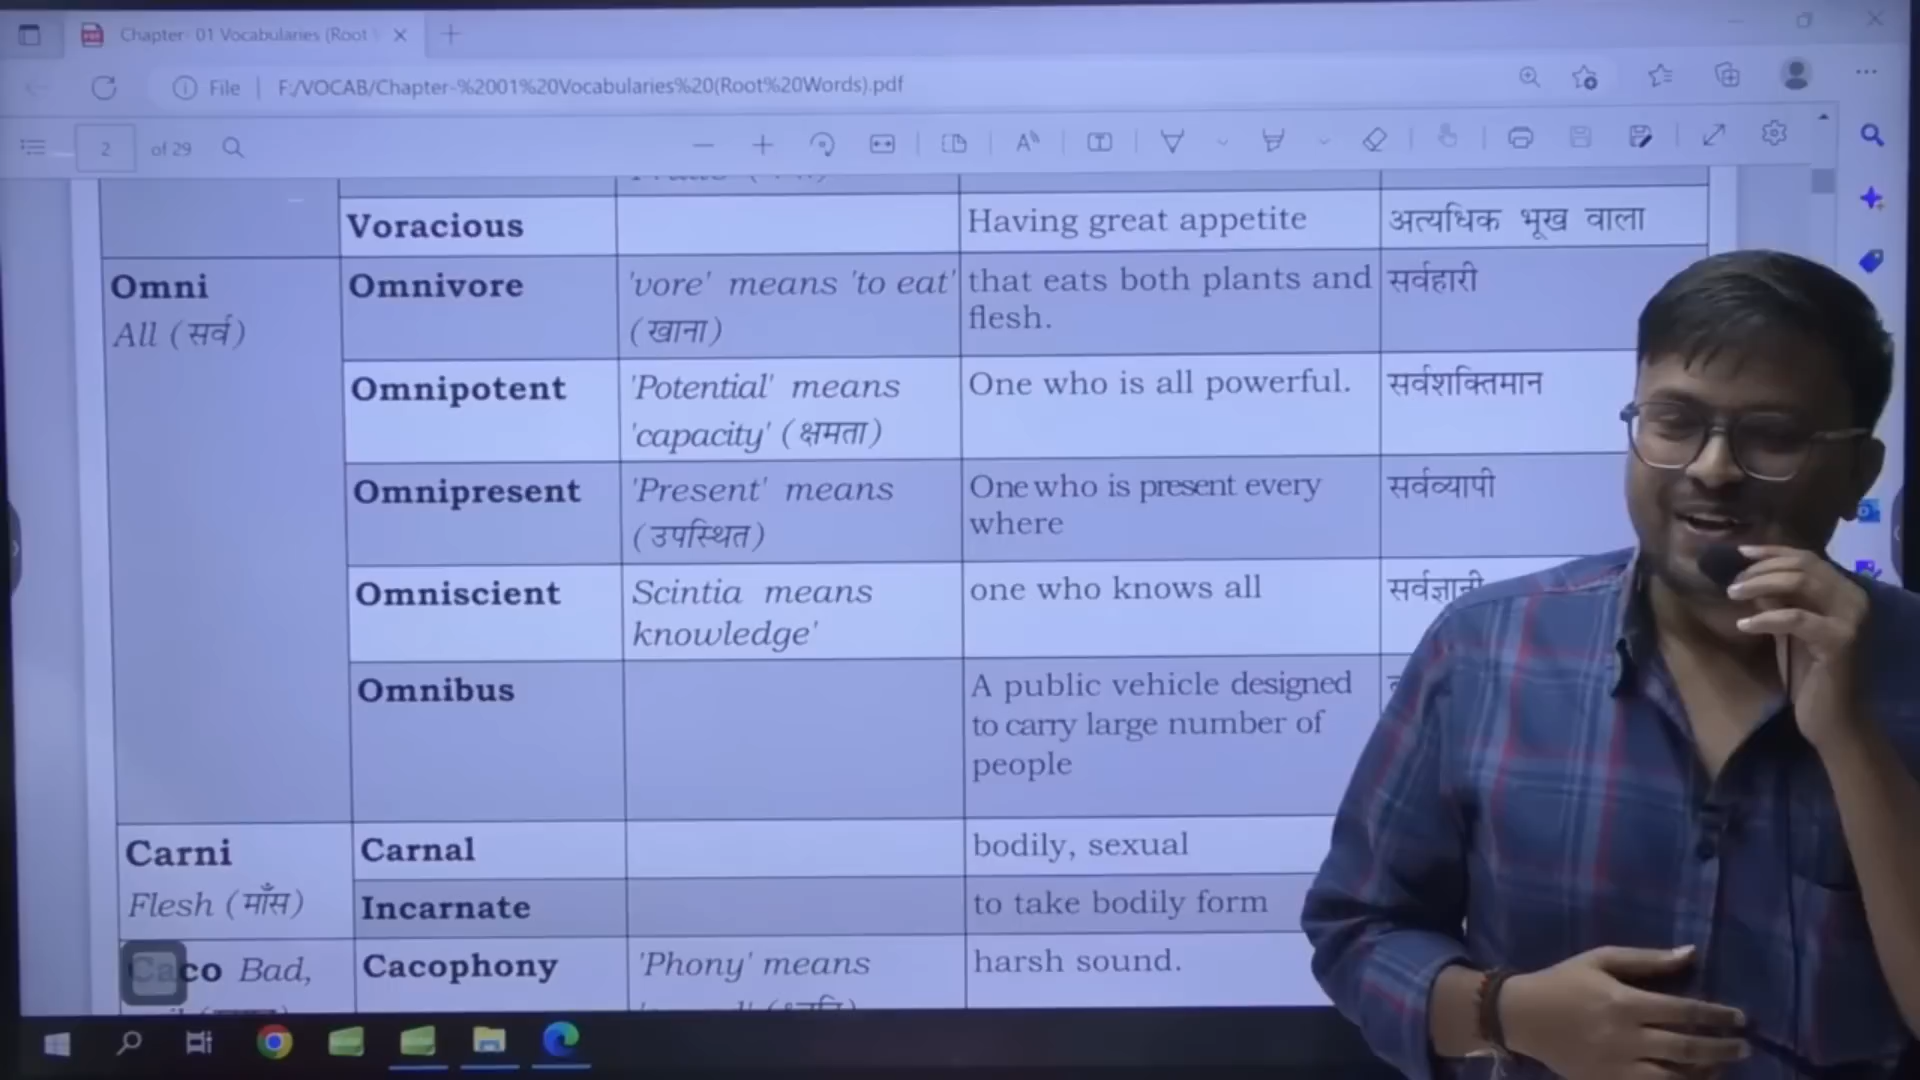 Chapter- 01 Vocabularies (Root
File
F:/VOCAB/Chapter-%2001%20Vocabularies%20(Root%20Words).pdf
2 of 29
Voracious
Having great appetite
अत्यधिक भूख वाला
Omni
All (सर्व)
Omnivore
'vore' means 'to eat'
(खाना)
that eats both plants and
flesh.
सर्वहारी
Omnipotent
'Potential' means
'capacity' (क्षमता)
One who is all powerful.
सर्वशक्तिमान
Omnipresent
'Present' means
(उपस्थित)
One who is present every
where
सर्वव्यापी
Omniscient
Scintia means
knowledge'
one who knows all
सर्वज्ञानी
Omnibus
A public vehicle designed
to carry large number of
people
Carni
Flesh (माँस)
Carnal
bodily, sexual
Incarnate
to take bodily form
Caco Bad,
Cacophony
'Phony' means
harsh sound.